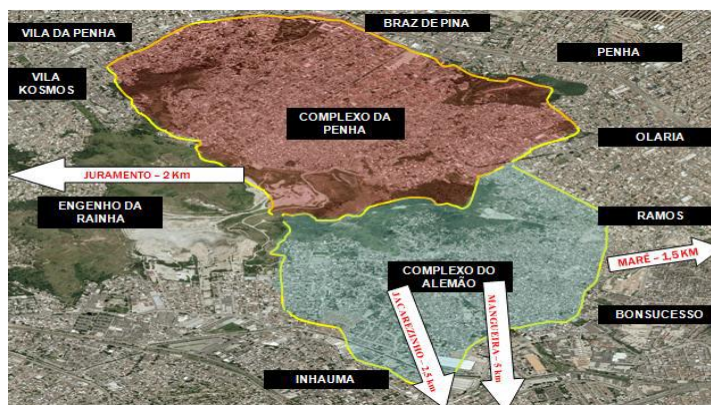 BRAZ DE PINA
VILA DA PENHA
PENHA
VILA
KOSMOS
COMPLEXO DA
PENHA
OLARIA
JURAMENTO – 2 Km
ENGENHO DA
RAINHA
RAMOS
MARÉ – 1,5 KM
COMPLEXO DO
ALEMÃO
JACAREZINHO – 2,5 km
MANGUEIRA – 5 km
BONSUCESSO
INHAUMA